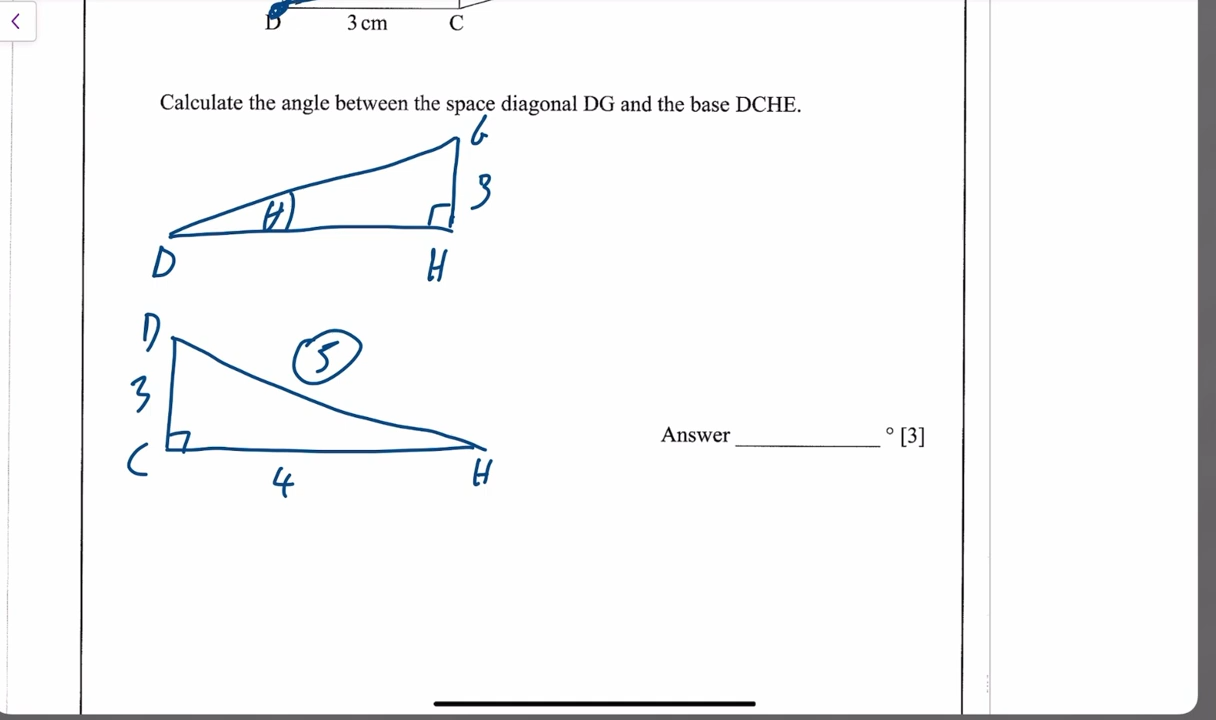 D 3 cm C
Calculate the angle between the space diagonal DG and the base DCHE.
G
3
θ
D H
D
5
3
C
4
H
Answer ____________ ° [3]